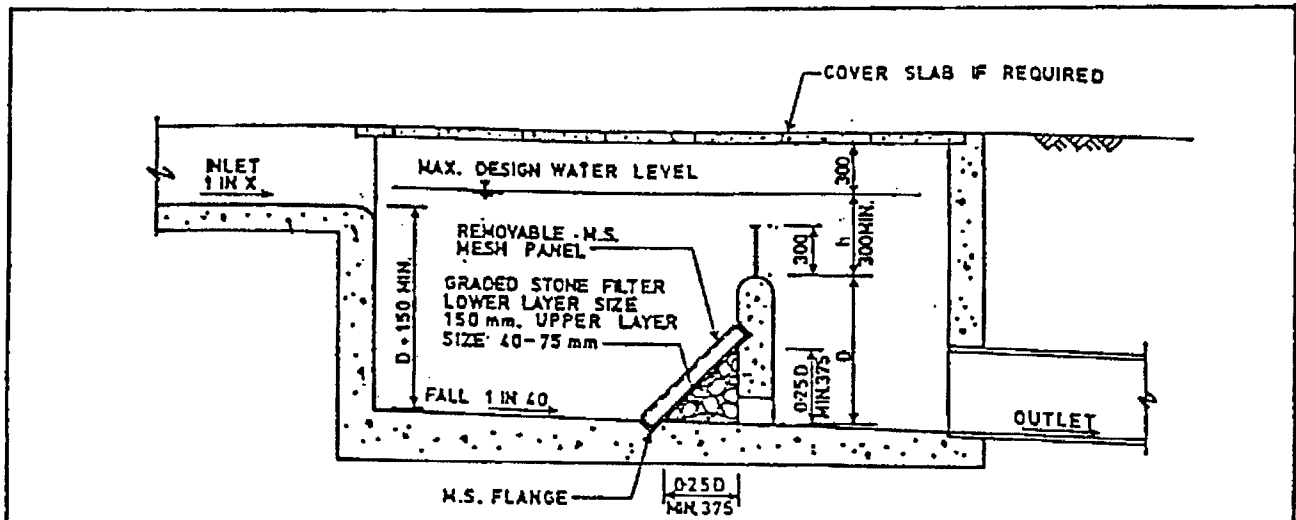 COVER SLAB IF REQUIRED
INLET
1 IN X
MAX. DESIGN WATER LEVEL
300
h
300 MIN.
300
REMOVABLE M.S.
MESH PANEL
GRADED STONE FILTER
LOWER LAYER SIZE
150 mm. UPPER LAYER
SIZE 40-75 mm
D + 150 MIN.
D
0·25D
MIN.375
FALL 1 IN 40
OUTLET
M.S. FLANGE
0·25D
MIN.375